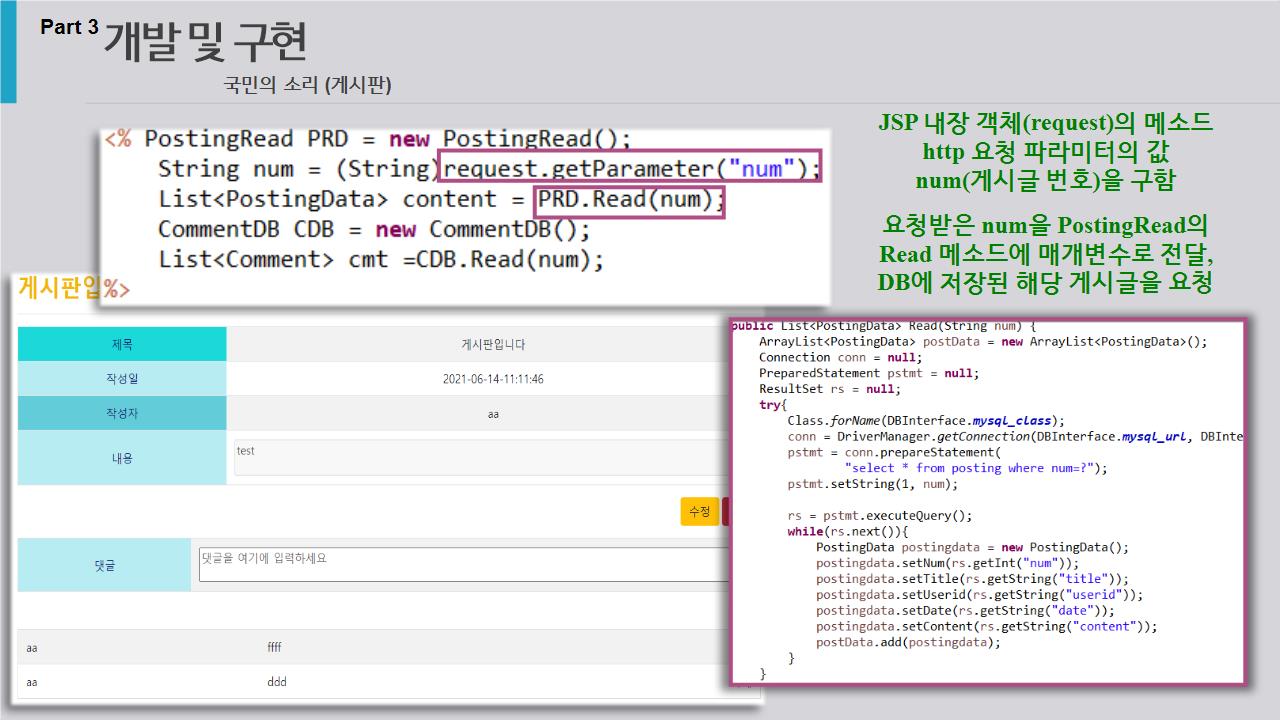 Part 3
개발 및 구현
국민의 소리 (게시판)
<% PostingRead PRD = new PostingRead();
String num = (String)request.getParameter("num");
List<PostingData> content = PRD.Read(num);
CommentDB CDB = new CommentDB();
List<Comment> cmt =CDB.Read(num);
%>
JSP 내장 객체(request)의 메소드
http 요청 파라미터의 값
num(게시글 번호)을 구함
요청받은 num을 PostingRead의
Read 메소드에 매개변수로 전달,
DB에 저장된 해당 게시글을 요청
게시판입
제목 게시판입니다
작성일 2021-06-14-11:11:46
작성자 aa
내용 test
수정
댓글 댓글을 여기에 입력하세요
aa ffff
aa ddd
public List<PostingData> Read(String num) {
ArrayList<PostingData> postData = new ArrayList<PostingData>();
Connection conn = null;
PreparedStatement pstmt = null;
ResultSet rs = null;
try{
Class.forName(DBInterface.mysql_class);
conn = DriverManager.getConnection(DBInterface.mysql_url, DBInte
pstmt = conn.prepareStatement(
"select * from posting where num=?");
pstmt.setString(1, num);
rs = pstmt.executeQuery();
while(rs.next()){
PostingData postingdata = new PostingData();
postingdata.setNum(rs.getInt("num"));
postingdata.setTitle(rs.getString("title"));
postingdata.setUserid(rs.getString("userid"));
postingdata.setDate(rs.getString("date"));
postingdata.setContent(rs.getString("content"));
postData.add(postingdata);
}
}